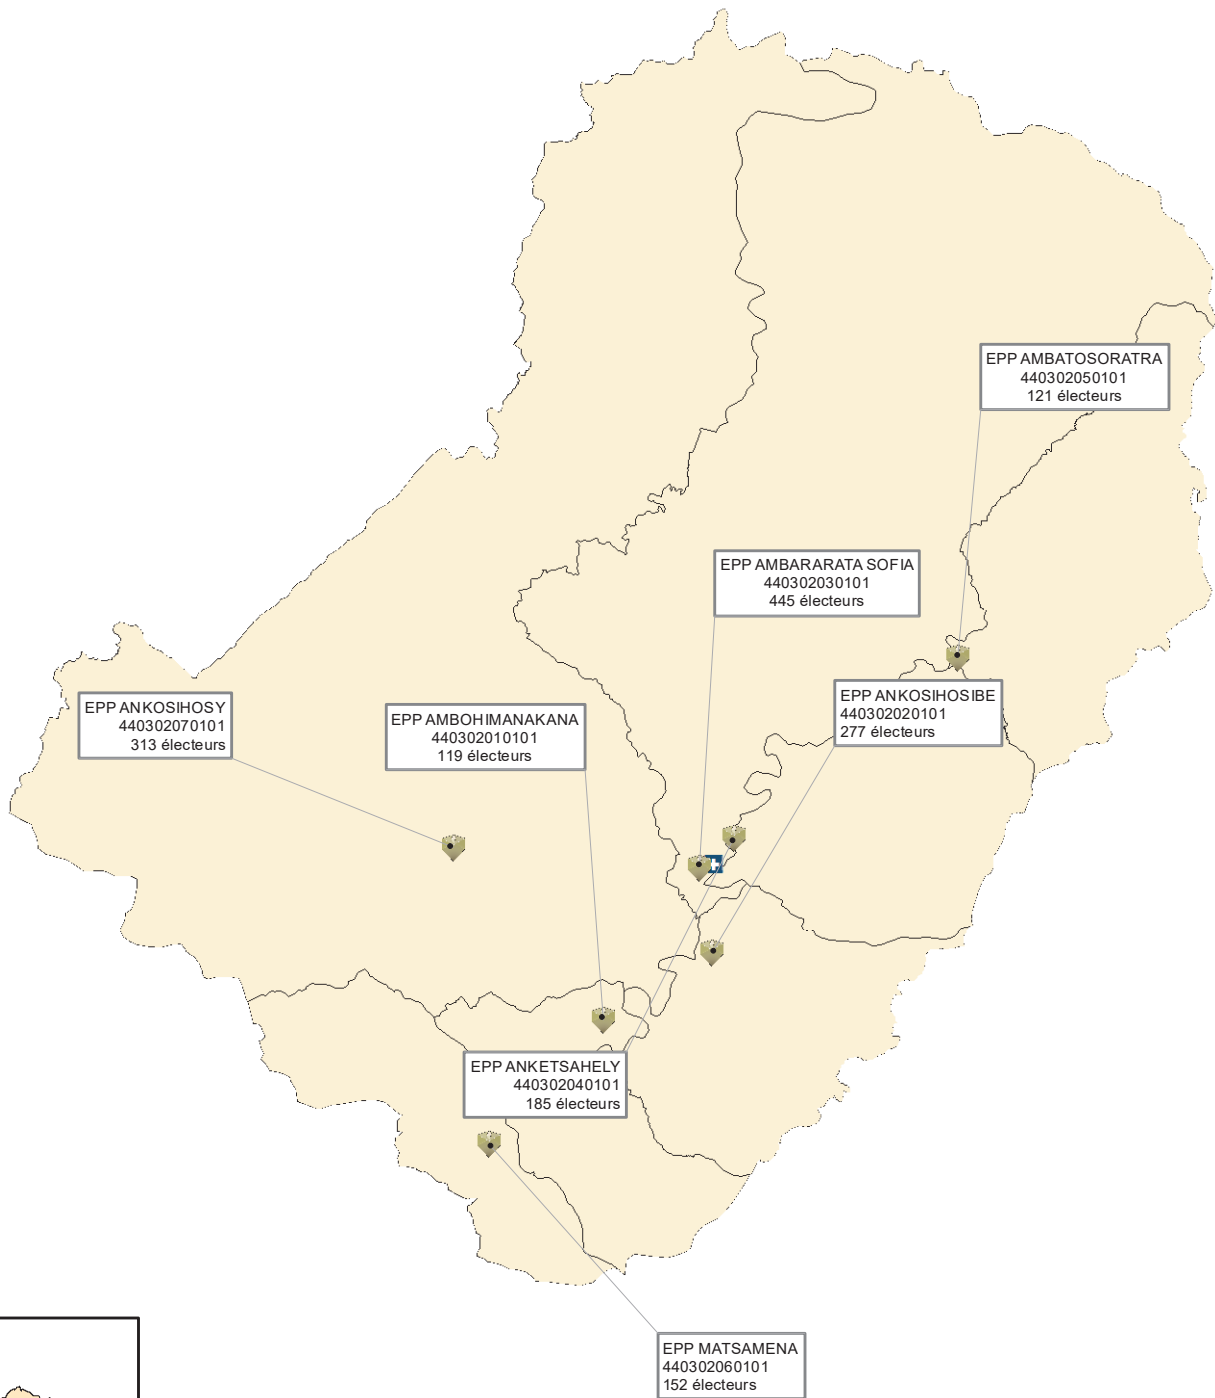 EPP AMBATOSORATRA
440302050101
121 électeurs
EPP AMBARARATA SOFIA
440302030101
445 électeurs
EPP ANKOSIHOSIBE
440302020101
277 électeurs
EPP ANKOSIHOSY
440302070101
313 électeurs
EPP AMBOHIMANAKANA
440302010101
119 électeurs
EPP ANKETSAHELY
440302040101
185 électeurs
EPP MATSAMENA
440302060101
152 électeurs